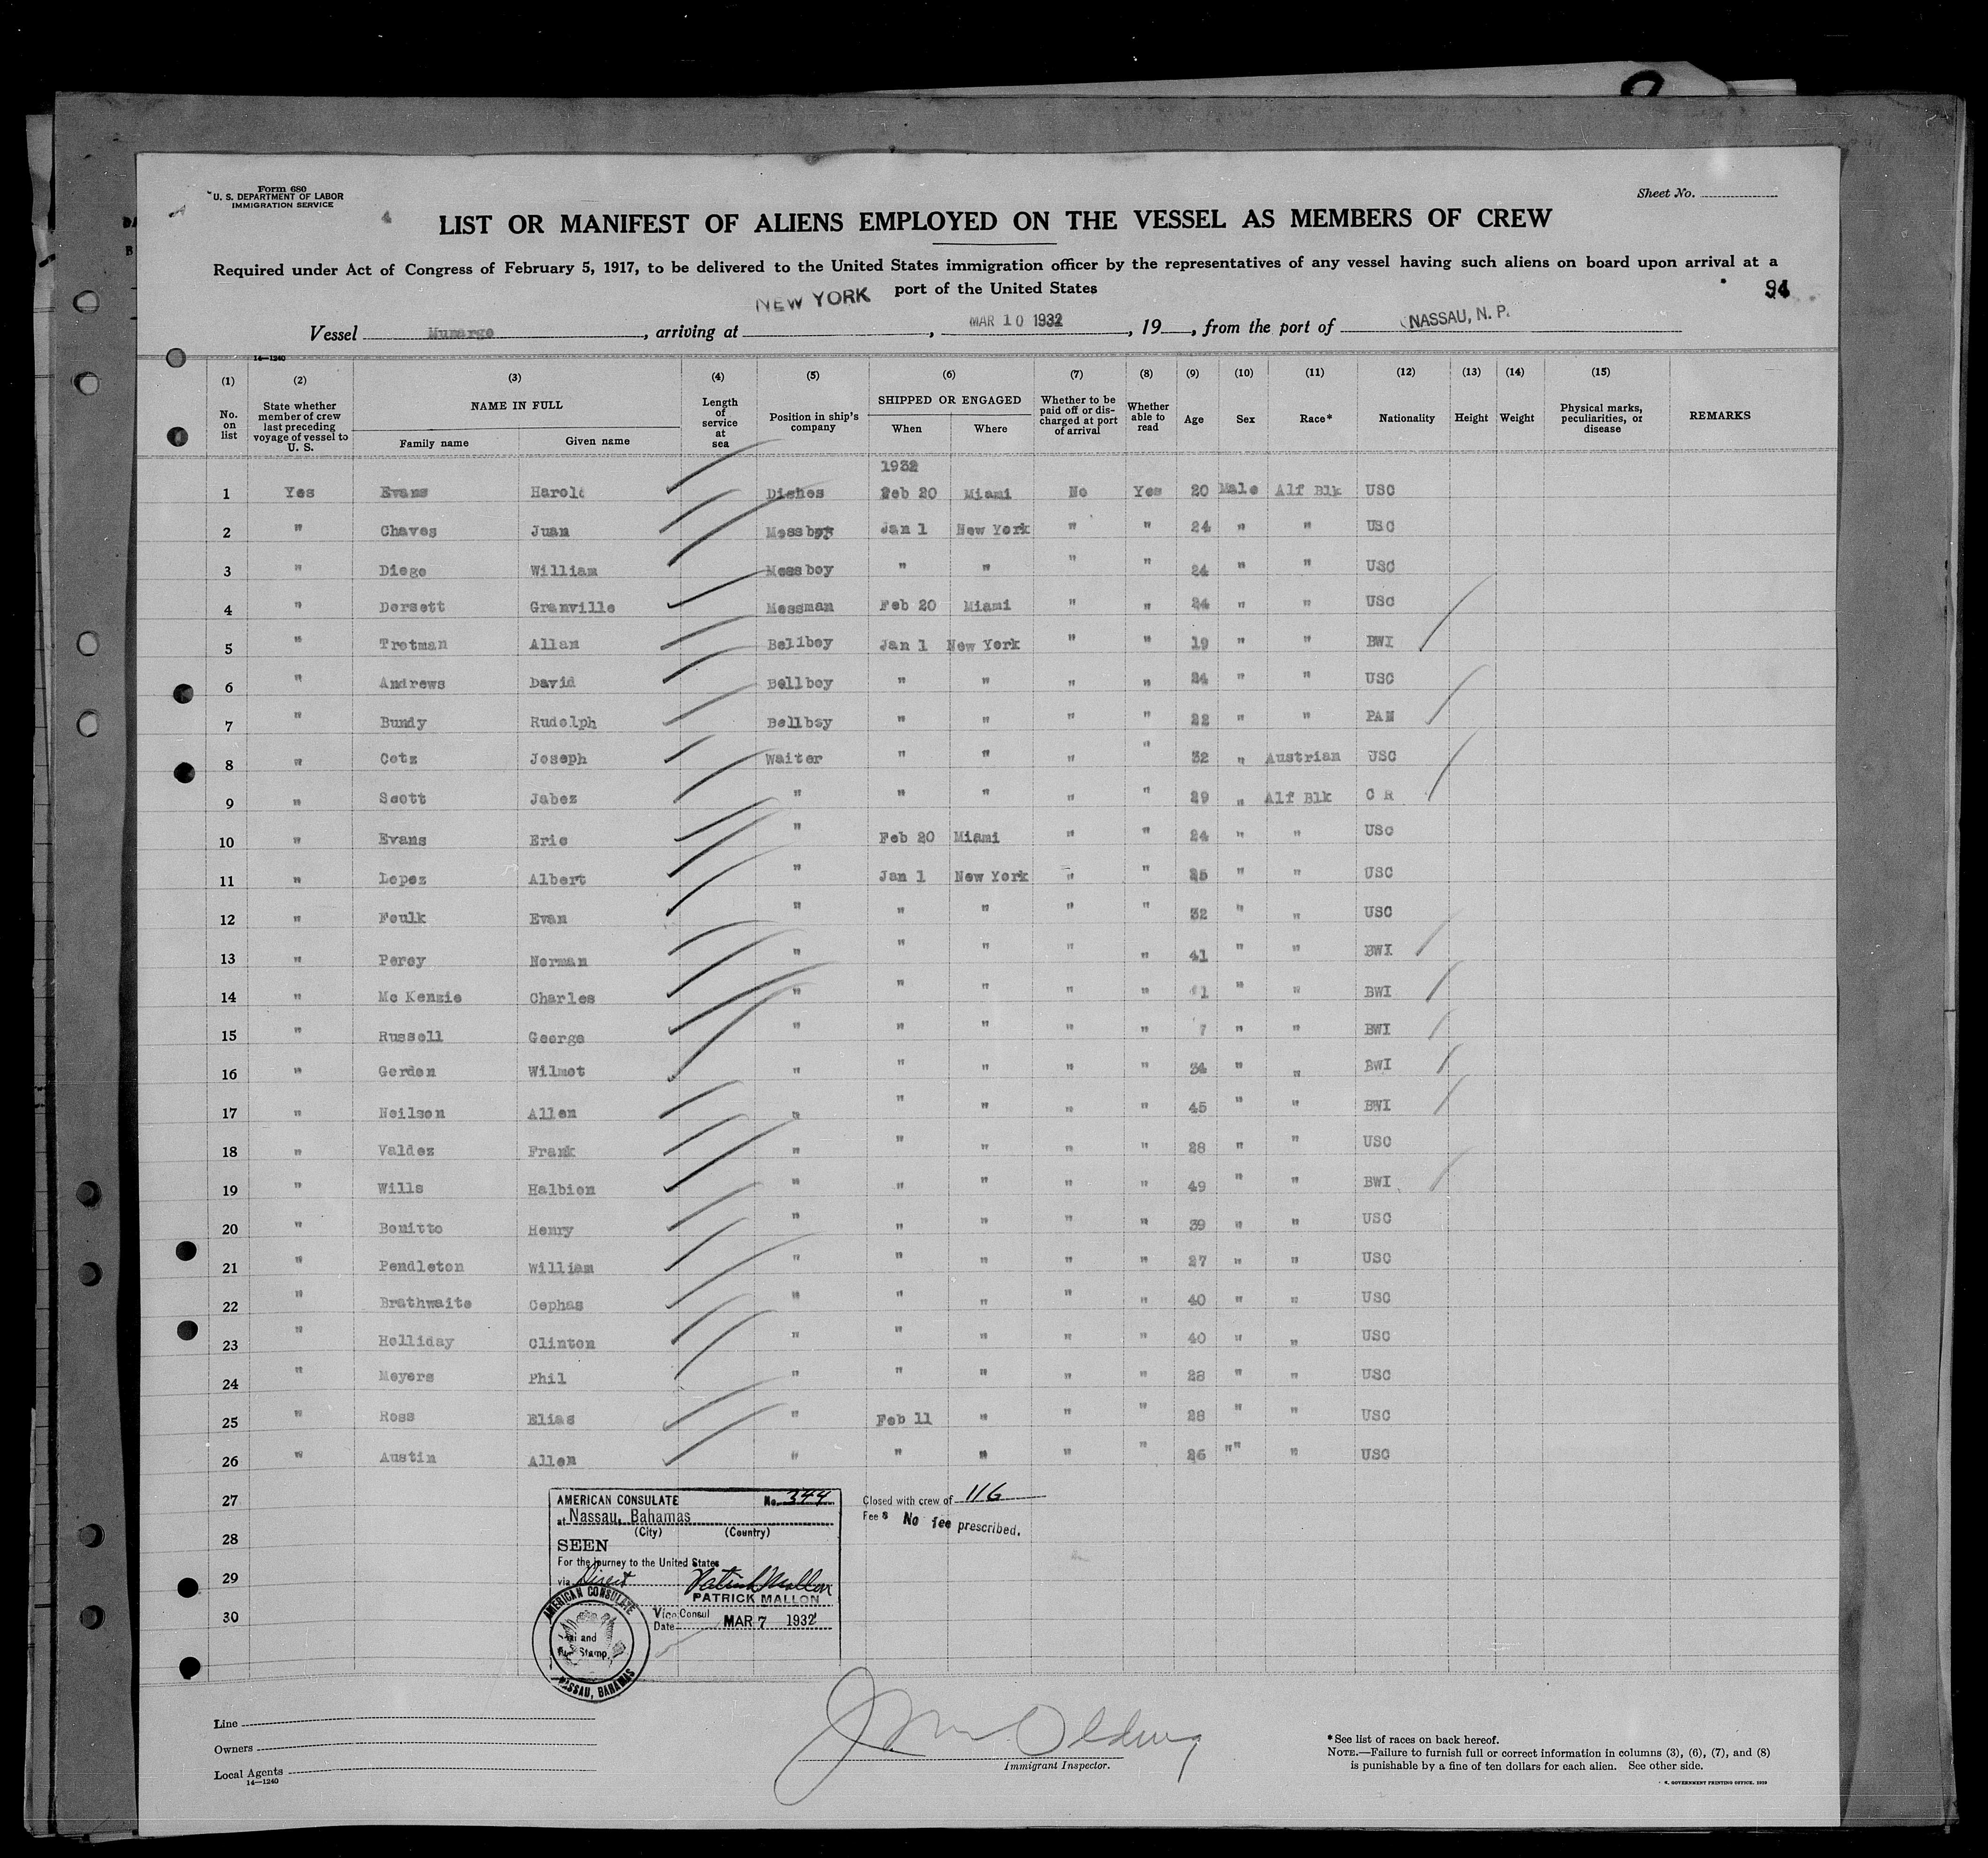 Form 680
U. S. DEPARTMENT OF LABOR
IMMIGRATION SERVICE
Sheet No.
4
LIST OR MANIFEST OF ALIENS EMPLOYED ON THE VESSEL AS MEMBERS OF CREW
Required under Act of Congress of February 5, 1917, to be delivered to the United States immigration officer by the representatives of any vessel having such aliens on board upon arrival at a
port of the United States
94
Vessel Munargo, arriving at NEW YORK, MAR 10 1932, 19, from the port of NASSAU, N. P.
14—1240
(1) (2) (3) (4) (5) (6) (7) (8) (9) (10) (11) (12) (13) (14) (15)
No. on list
State whether member of crew last preceding voyage of vessel to U. S.
NAME IN FULL
Family name Given name
Length of service at sea
Position in ship's company
SHIPPED OR ENGAGED
When Where
Whether to be paid off or discharged at port of arrival
Whether able to read
Age Sex Race* Nationality Height Weight
Physical marks, peculiarities, or disease
REMARKS
1932
1 Yes Evans Harold Dishes Feb 20 Miami No Yes 20 Male Alf Blk USC
2 " Chaves Juan Messboy Jan 1 New York " " 24 " " USC
3 " Diego William Messboy " " " " 24 " " USC
4 " Dorsett Granville Messman Feb 20 Miami " " 24 " " USC
5 " Trotman Allan Bellboy Jan 1 New York " " 19 " " BWI
6 " Andrews David Bellboy " " " " 24 " " USC
7 " Bundy Rudolph Bellboy " " " " 22 " " PAN
8 " Cotz Joseph Waiter " " " " 32 " Austrian USC
9 " Scott Jabez " " " " " 29 " Alf Blk C R
10 " Evans Eric " Feb 20 Miami " " 24 " " USC
11 " Lopez Albert " Jan 1 New York " " 25 " " USC
12 " Foulk Evan " " " " " 32 " " USC
13 " Percy Norman " " " " " 41 " " BWI
14 " Mc Kenzie Charles " " " " " 41 " " BWI
15 " Russell George " " " " " 7 " " BWI
16 " Gordon Wilmot " " " " " 34 " " BWI
17 " Neilson Allen " " " " " 45 " " BWI
18 " Valdez Frank " " " " " 28 " " USC
19 " Wills Halbion " " " " " 49 " " BWI
20 " Bonitto Henry " " " " " 39 " " USC
21 " Pendleton William " " " " " 27 " " USC
22 " Brathwaite Cephas " " " " " 40 " " USC
23 " Holliday Clinton " " " " " 40 " " USC
24 " Meyers Phil " " " " " 28 " " USC
25 " Ross Elias " Feb 11 " " " 28 " " USC
26 " Austin Allen " " " " " 26 "" " USC
27
28
29
30
AMERICAN CONSULATE No. 344
at Nassau, Bahamas
(City) (Country)
SEEN
For the journey to the United States
via Direct Patrick Mallon
PATRICK MALLON
Vice Consul
Date MAR 7 1932
AMERICAN CONSULATE
and
Stamp.
NASSAU, BAHAMAS
Closed with crew of 116
Fee $ No fee prescribed.
Line
Owners
Local Agents
14—1240
Immigrant Inspector.
* See list of races on back hereof.
NOTE.—Failure to furnish full or correct information in columns (3), (6), (7), and (8)
is punishable by a fine of ten dollars for each alien. See other side.
GOVERNMENT PRINTING OFFICE.